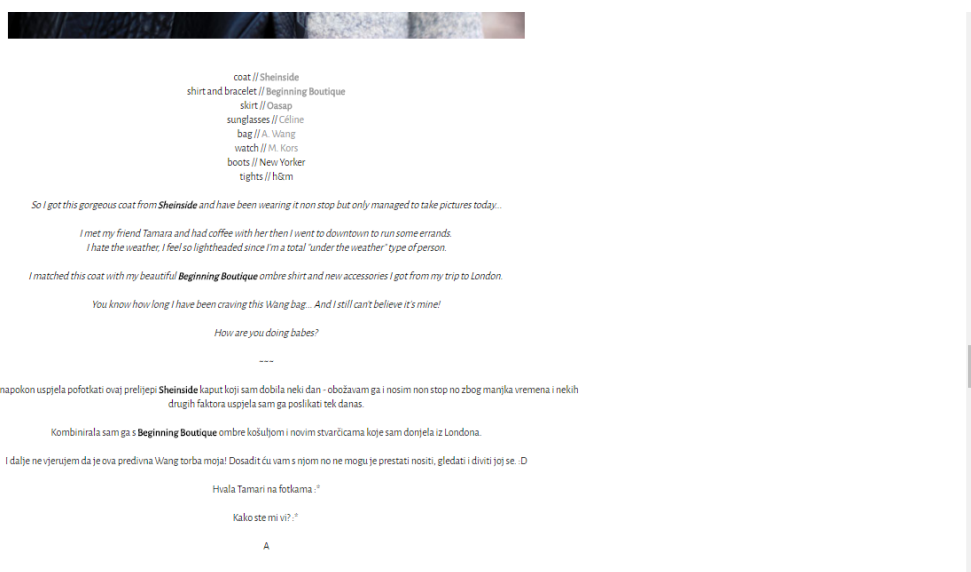 coat // Sheinside
shirt and bracelet // Beginning Boutique
skirt // Oasap
sunglasses // Céline
bag // A. Wang
watch // M. Kors
boots // New Yorker
tights // h&m
So I got this gorgeous coat from Sheinside and have been wearing it non stop but only managed to take pictures today...
I met my friend Tamara and had coffee with her then I went to downtown to run some errands.
I hate the weather, I feel so lightheaded since I'm a total "under the weather" type of person.
I matched this coat with my beautiful Beginning Boutique ombre shirt and new accessories I got from my trip to London.
You know how long I have been craving this Wang bag... And I still can't believe it's mine!
How are you doing babes?
~~~
napokon uspjela pofotkati ovaj prelijepi Sheinside kaput koji sam dobila neki dan - obožavam ga i nosim non stop no zbog manjka vremena i nekih
drugih faktora uspjela sam ga poslikati tek danas.
Kombinirala sam ga s Beginning Boutique ombre košuljom i novim stvarčicama koje sam donjela iz Londona.
I dalje ne vjerujem da je ova predivna Wang torba moja! Dosadit ću vam s njom no ne mogu je prestati nositi, gledati i diviti joj se. :D
Hvala Tamari na fotkama :*
Kako ste mi vi? :*
A